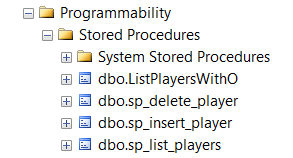 Programmability
Stored Procedures
System Stored Procedures
dbo.ListPlayersWithO
dbo.sp_delete_player
dbo.sp_insert_player
dbo.sp_list_players